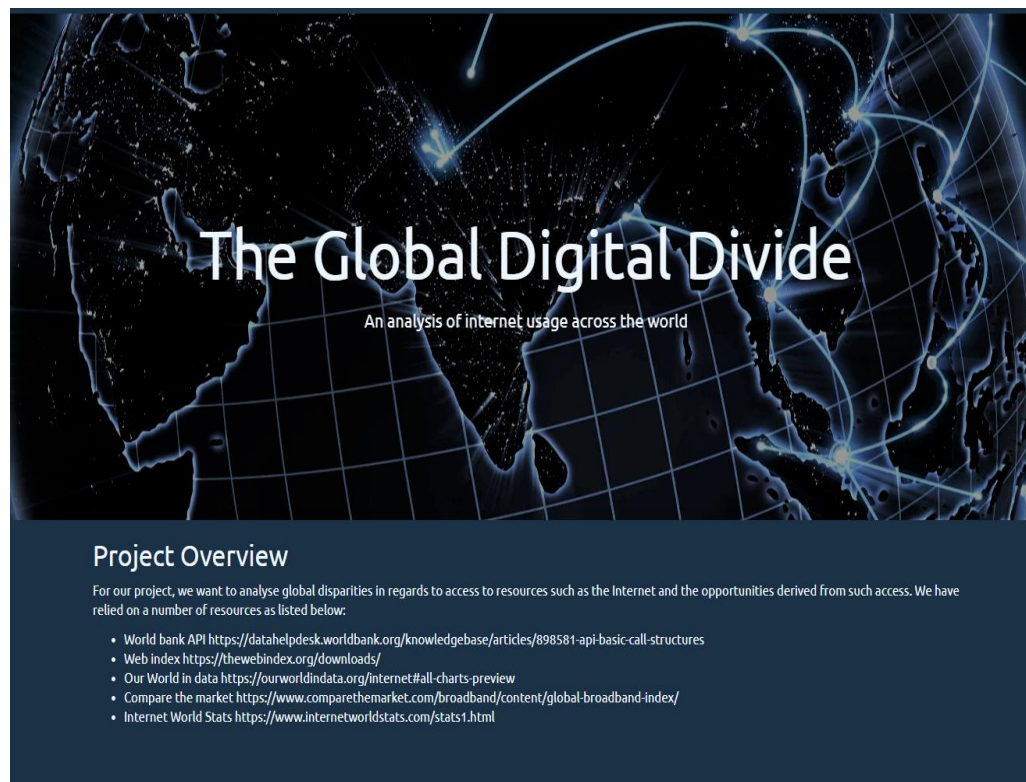 The Global Digital Divide
An analysis of internet usage across the world
Project Overview
For our project, we want to analyse global disparities in regards to access to resources such as the Internet and the opportunities derived from such access. We have
relied on a number of resources as listed below:
• World bank API https://datahelpdesk.worldbank.org/knowledgebase/articles/898581-api-basic-call-structures
• Web index https://thewebindex.org/downloads/
• Our World in data https://ourworldindata.org/internet#all-charts-preview
• Compare the market https://www.comparethemarket.com/broadband/content/global-broadband-index/
• Internet World Stats https://www.internetworldstats.com/stats1.html